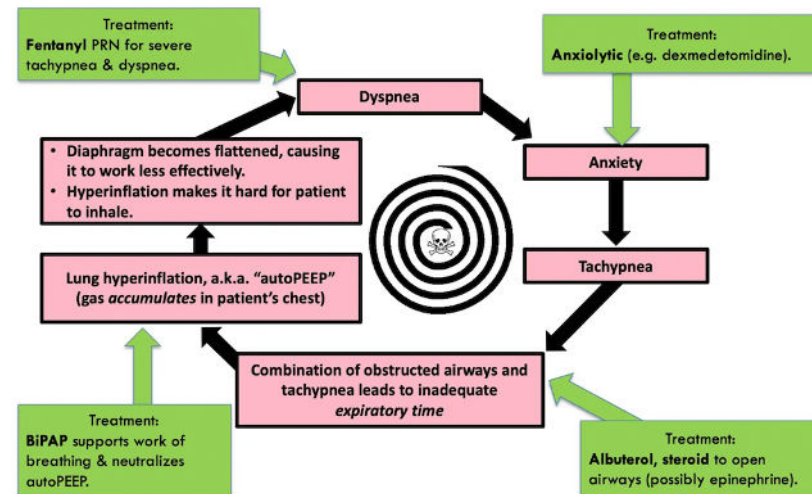 Treatment:
Fentanyl PRN for severe
tachypnea & dyspnea.
Treatment:
Anxiolytic (e.g. dexmedetomidine).
Dyspnea
• Diaphragm becomes flattened, causing
it to work less effectively.
• Hyperinflation makes it hard for patient
to inhale.
Anxiety
Lung hyperinflation, a.k.a. “autoPEEP”
(gas accumulates in patient’s chest)
Tachypnea
Combination of obstructed airways and
tachypnea leads to inadequate
expiratory time
Treatment:
BiPAP supports work of
breathing & neutralizes
autoPEEP.
Treatment:
Albuterol, steroid to open
airways (possibly epinephrine).